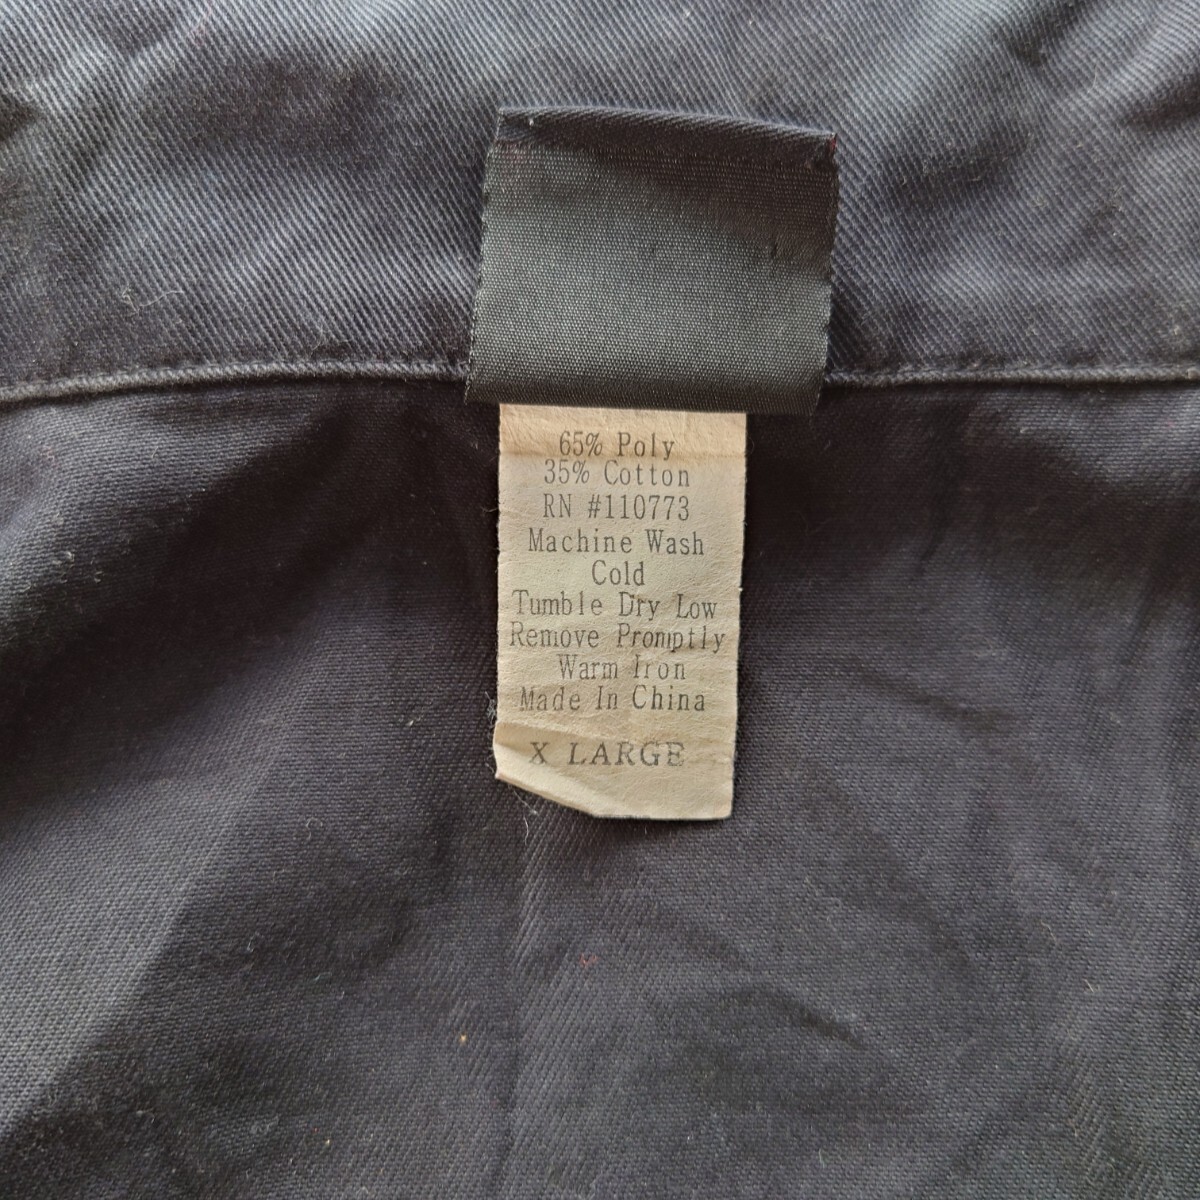 65% Poly
35% Cotton
RN #110773
Machine Wash
Cold
Tumble Dry Low
Remove Promptly
Warm Iron
Made In China
X LARGE